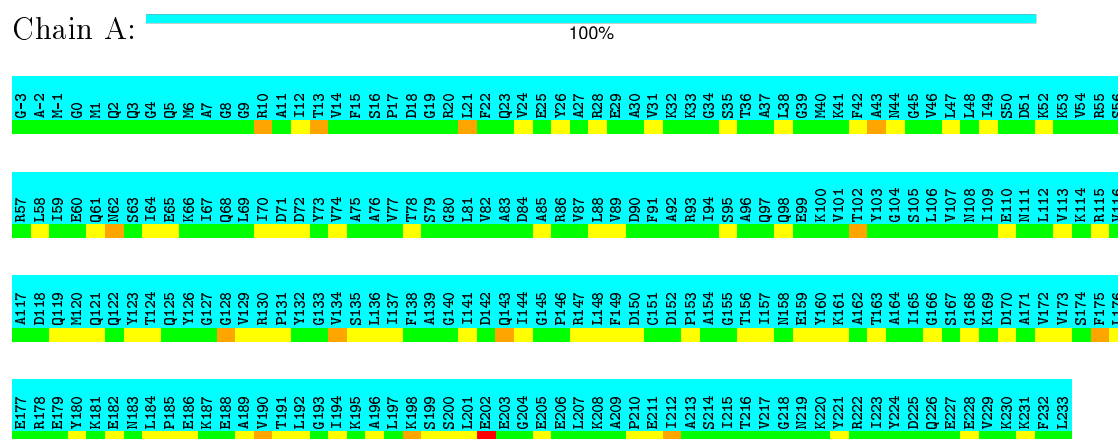 Chain A:
100%
G-3 A-2 M-1 G0 M1 Q2 Q3 G4 Q5 M6 A7 G8 G9 R10 A11 I12 T13 V14 F15 S16 P17 D18 G19 R20 L21 F22 Q23 V24 E25 Y26 A27 R28 E29 A30 V31 K32 K33 G34 S35 T36 A37 L38 G39 M40 K41 F42 A43 N44 G45 V46 L47 L48 I49 S50 D51 K52 K53 V54 R55 S56
R57 L58 I59 E60 Q61 N62 S63 I64 E65 K66 I67 Q68 L69 I70 D71 D72 Y73 V74 A75 A76 V77 T78 S79 G80 L81 V82 A83 D84 A85 R86 V87 L88 V89 D90 F91 A92 R93 I94 S95 A96 Q97 Q98 E99 K100 V101 T102 Y103 G104 S105 L106 V107 N108 I109 E110 N111 L112 V113 K114 R115 V116
A117 D118 Q119 M120 Q121 Q122 Y123 T124 Q125 Y126 G127 G128 V129 R130 P131 Y132 G133 V134 S135 L136 I137 F138 A139 G140 I141 D142 Q143 I144 G145 P146 R147 L148 F149 D150 C151 D152 P153 A154 G155 T156 I157 N158 E159 Y160 K161 A162 T163 A164 I165 G166 S167 G168 K169 D170 A171 V172 V173 S174 F175 L176
E177 R178 E179 Y180 K181 E182 N183 L184 P185 E186 K187 E188 A189 V190 T191 L192 G193 I194 K195 A196 L197 K198 S199 S200 L201 E202 E203 G204 E205 E206 L207 K208 A209 P210 E211 I212 A213 S214 I215 T216 V217 G218 N219 K220 Y221 R222 I223 Y224 D225 Q226 E227 E228 V229 K230 K231 F232 L233